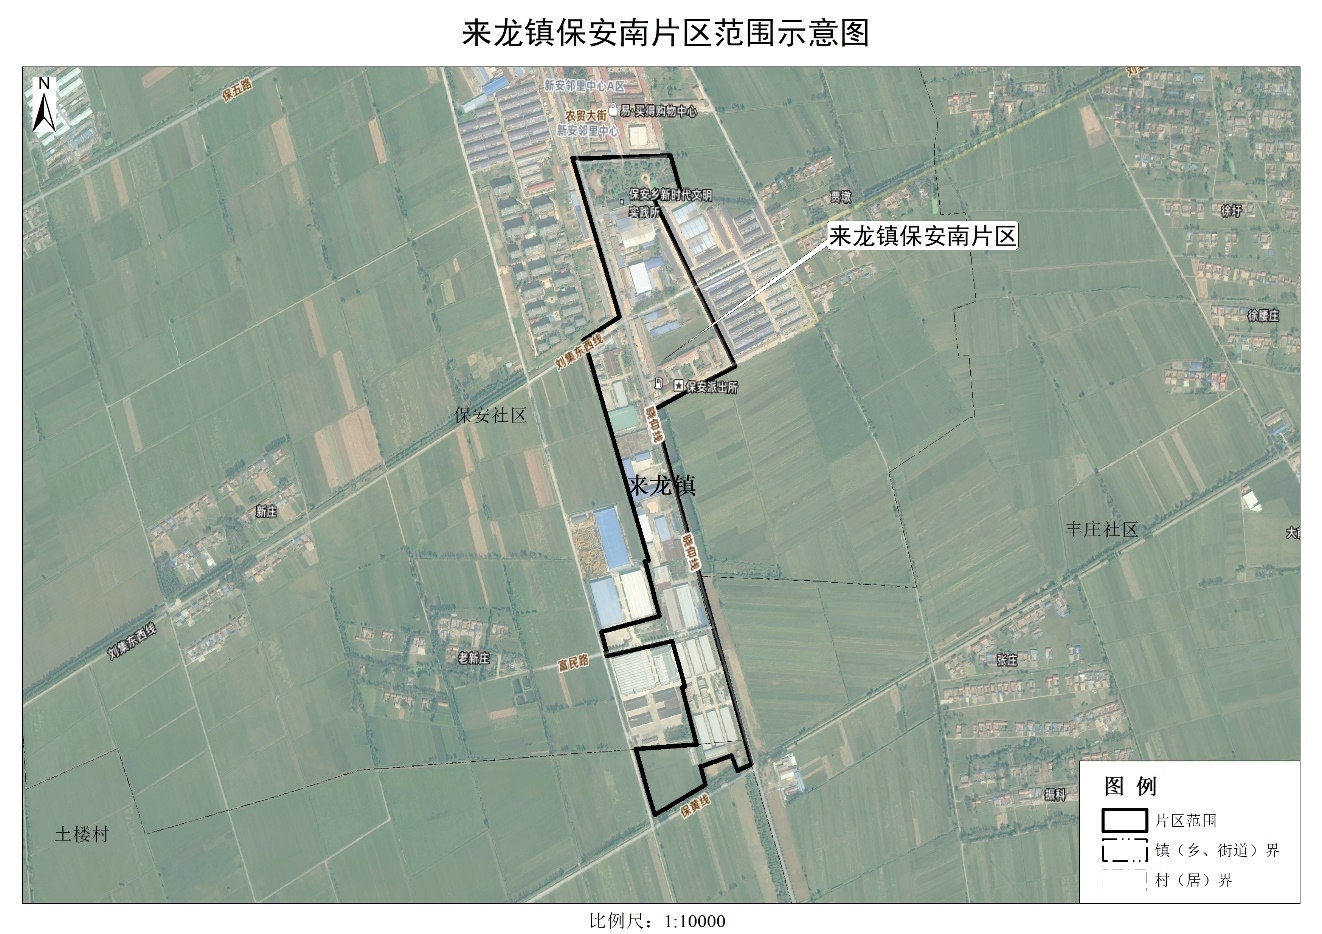 来龙镇保安南片区范围示意图
N
保五路
新安邻里中心A区
农贸大街
易·买得购物中心
新安邻里中心
保安乡新时代文明
实践所
贾墩
徐圩
来龙镇保安南片区
徐腰庄
刘集东西线
保安派出所
保安社区
晓店线
来龙镇
新庄
丰庄社区
刘集东西线
老新庄
富民路
张庄
振科
保黄线
土楼村
图 例
片区范围
镇（乡、街道）界
村（居）界
比例尺：1:10000